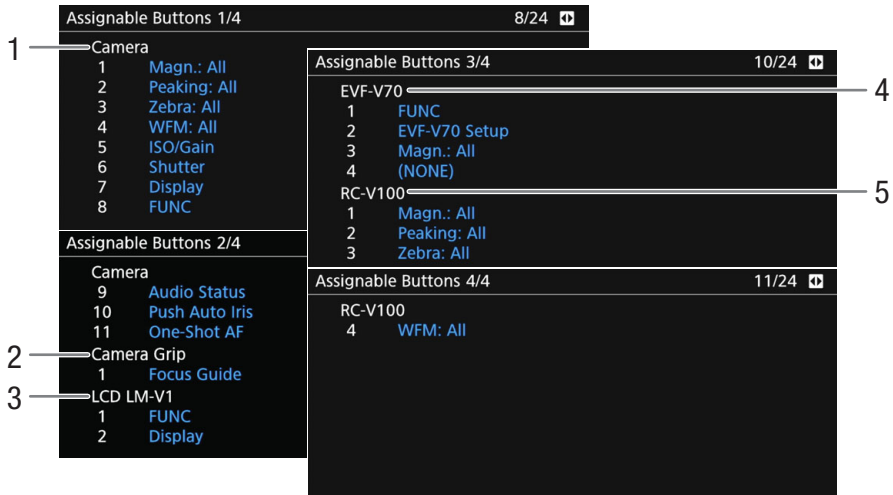 Assignable Buttons 1/4 8/24
1
Camera
1 Magn.: All
2 Peaking: All
3 Zebra: All
4 WFM: All
5 ISO/Gain
6 Shutter
7 Display
8 FUNC
Assignable Buttons 2/4
Camera
9 Audio Status
10 Push Auto Iris
11 One-Shot AF
2
Camera Grip
1 Focus Guide
3
LCD LM-V1
1 FUNC
2 Display
Assignable Buttons 3/4 10/24
EVF-V70
4
1 FUNC
2 EVF-V70 Setup
3 Magn.: All
4 (NONE)
RC-V100
5
1 Magn.: All
2 Peaking: All
3 Zebra: All
Assignable Buttons 4/4 11/24
RC-V100
4 WFM: All